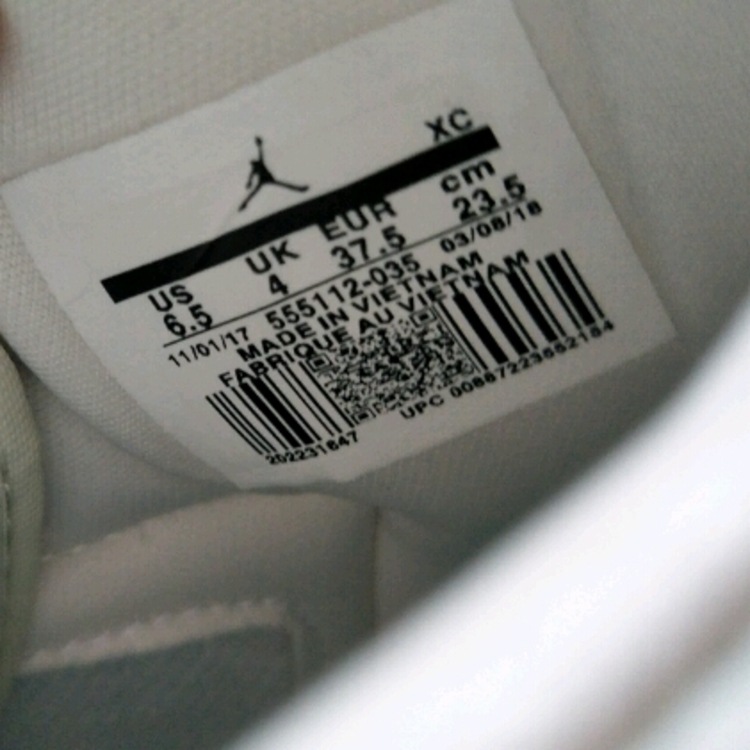 XC
US UK EUR cm
6.5 4 37.5 23.5
11/01/17 555112-035 03/08/18
MADE IN VIETNAM
FABRIQUE AU VIETNAM
202231647
UPC 00887223652184